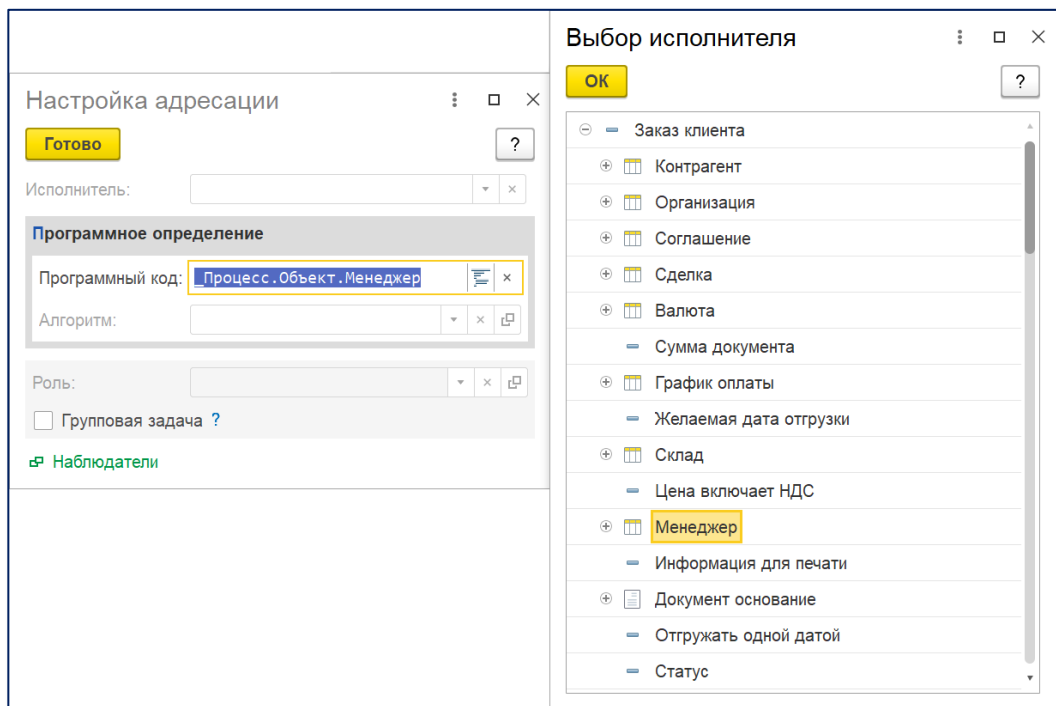 Настройка адресации
Готово
?
Исполнитель:
Программное определение
Программный код: _Процесс.Объект.Менеджер
Алгоритм:
Роль:
Групповая задача ?
Наблюдатели
Выбор исполнителя
ОК
?
Заказ клиента
Контрагент
Организация
Соглашение
Сделка
Валюта
Сумма документа
График оплаты
Желаемая дата отгрузки
Склад
Цена включает НДС
Менеджер
Информация для печати
Документ основание
Отгружать одной датой
Статус